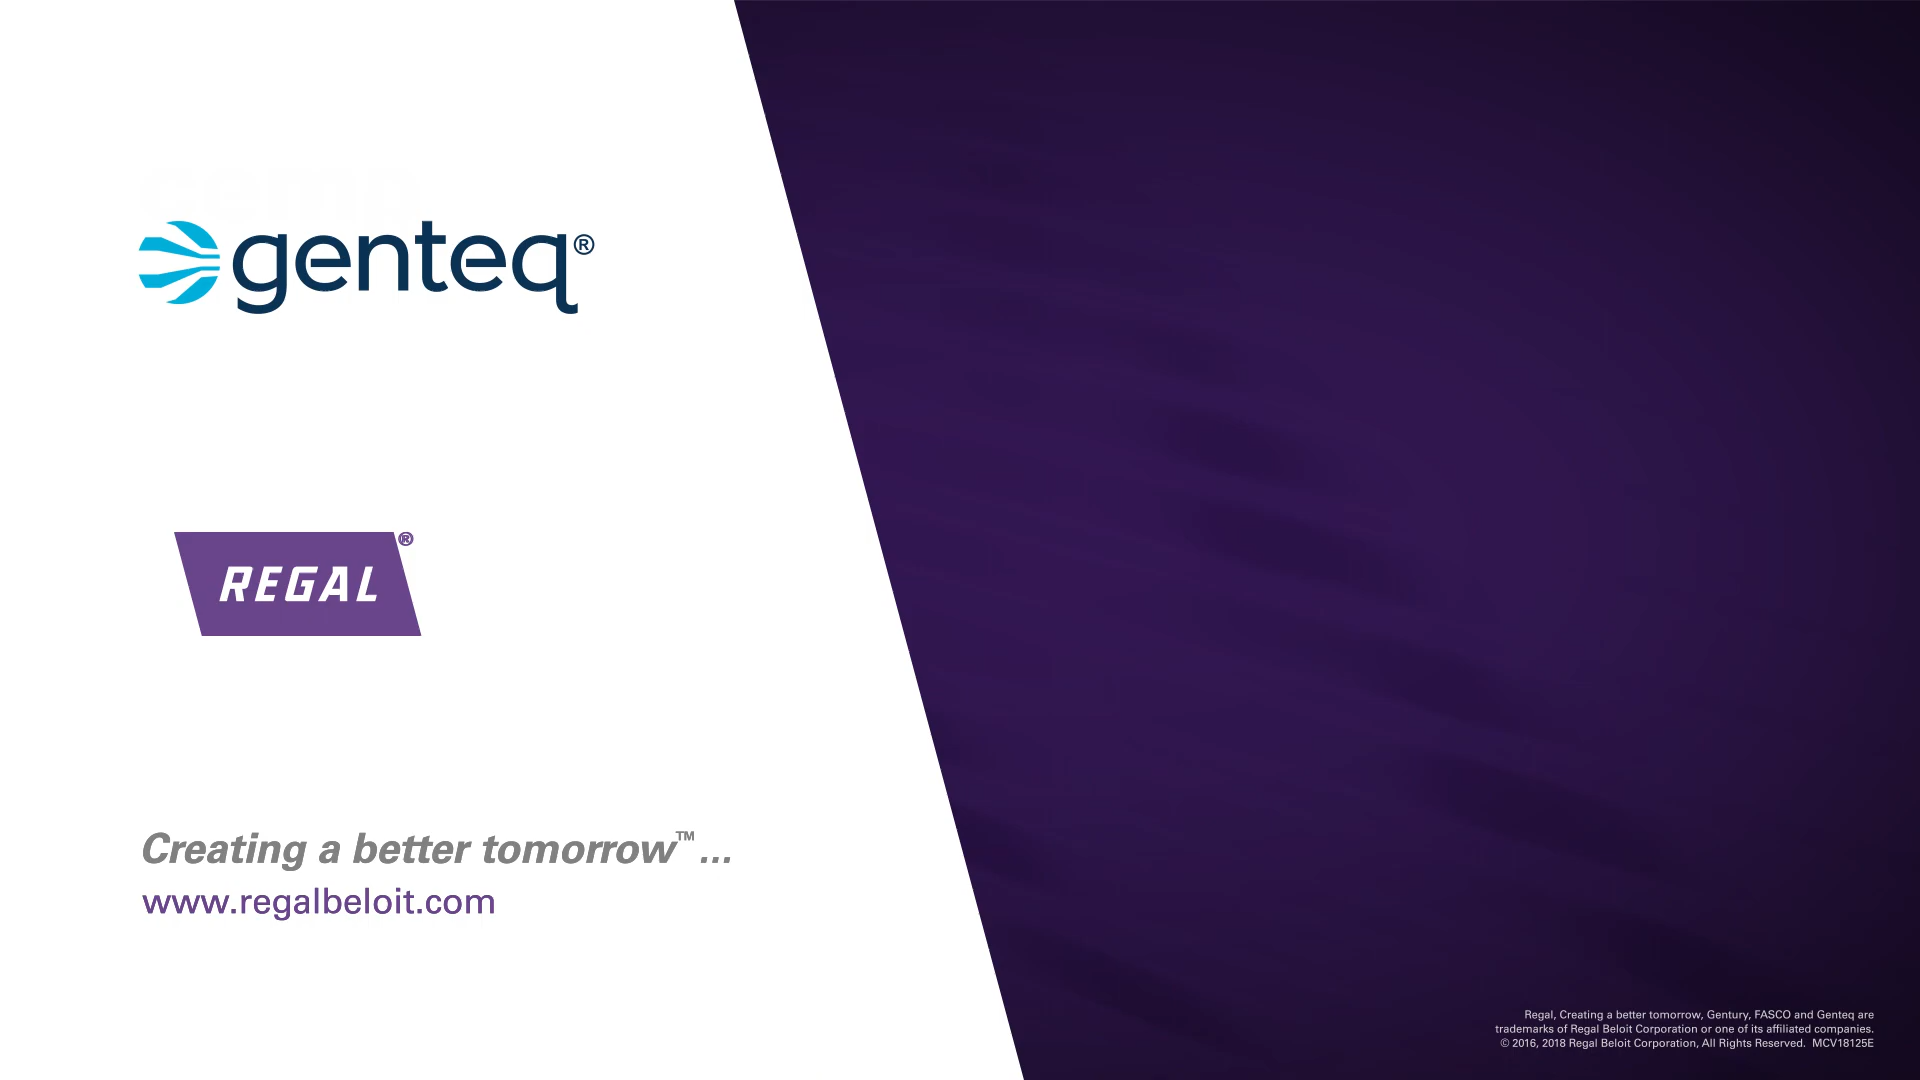 genteq®
REGAL®
Creating a better tomorrow™...
www.regalbeloit.com
Regal, Creating a better tomorrow, Gentury, FASCO and Genteq are
trademarks of Regal Beloit Corporation or one of its affiliated companies.
© 2016, 2018 Regal Beloit Corporation, All Rights Reserved. MCV18125E